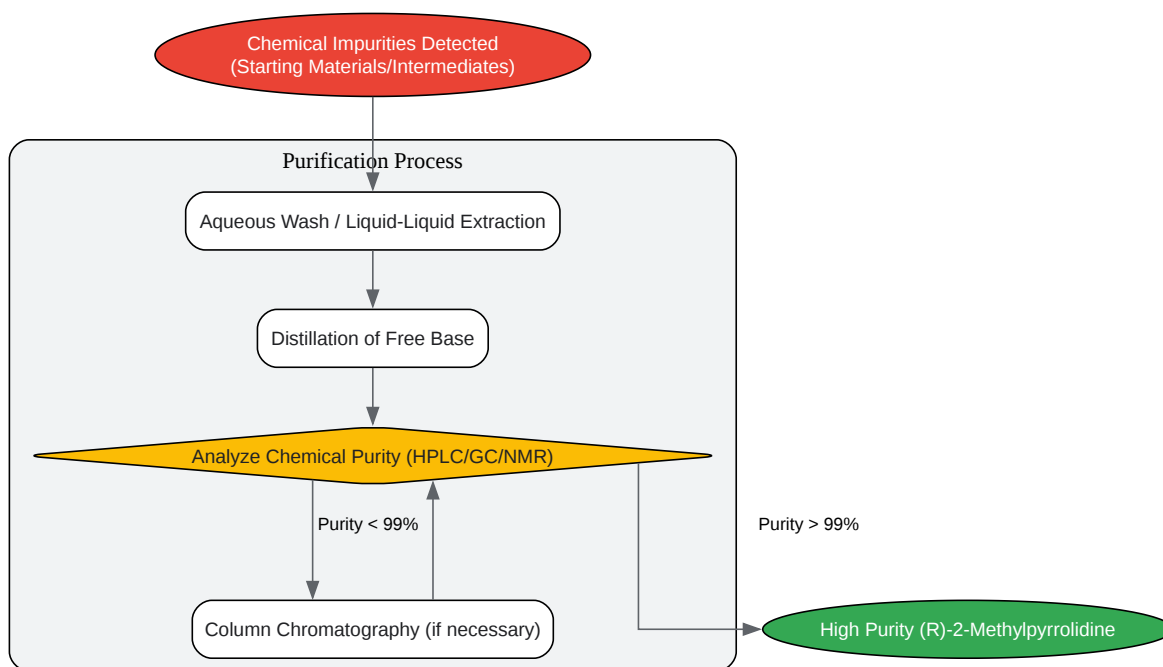 Chemical Impurities Detected
(Starting Materials/Intermediates)
Purification Process
Aqueous Wash / Liquid-Liquid Extraction
Distillation of Free Base
Analyze Chemical Purity (HPLC/GC/NMR)
Purity < 99%
Purity > 99%
Column Chromatography (if necessary)
High Purity (R)-2-Methylpyrrolidine